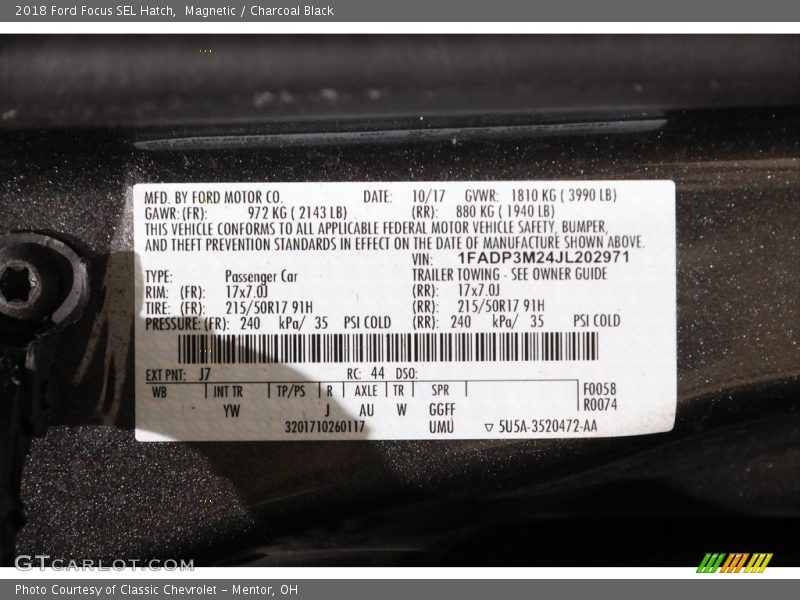 2018 Ford Focus SEL Hatch,  Magnetic / Charcoal Black
MFD. BY FORD MOTOR CO. DATE: 10/17 GVWR: 1810 KG ( 3990 LB)
GAWR: (FR): 972 KG ( 2143 LB) (RR): 880 KG ( 1940 LB)
THIS VEHICLE CONFORMS TO ALL APPLICABLE FEDERAL MOTOR VEHICLE SAFETY, BUMPER,
AND THEFT PREVENTION STANDARDS IN EFFECT ON THE DATE OF MANUFACTURE SHOWN ABOVE.
VIN: 1FADP3M24JL202971
TYPE: Passenger Car TRAILER TOWING - SEE OWNER GUIDE
RIM: (FR): 17x7.0J (RR): 17x7.0J
TIRE: (FR): 215/50R17 91H (RR): 215/50R17 91H
PRESSURE: (FR): 240 kPa/ 35 PSI COLD (RR): 240 kPa/ 35 PSI COLD
EXT PNT: J7 RC: 44 DSO:
WB INT TR TP/PS R AXLE TR SPR F0058
YW J AU W GGFF R0074
3201710260117 UMU ▽ 5U5A-3520472-AA
GTCARLOT.COM
Photo Courtesy of Classic Chevrolet - Mentor, OH